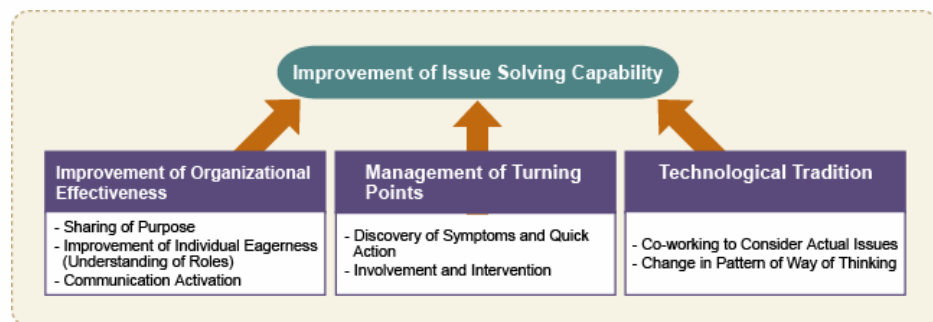 Improvement of Issue Solving Capability
Improvement of Organizational
Effectiveness
- Sharing of Purpose
- Improvement of Individual Eagerness
(Understanding of Roles)
- Communication Activation
Management of Turning
Points
- Discovery of Symptoms and Quick
Action
- Involvement and Intervention
Technological Tradition
- Co-working to Consider Actual Issues
- Change in Pattern of Way of Thinking